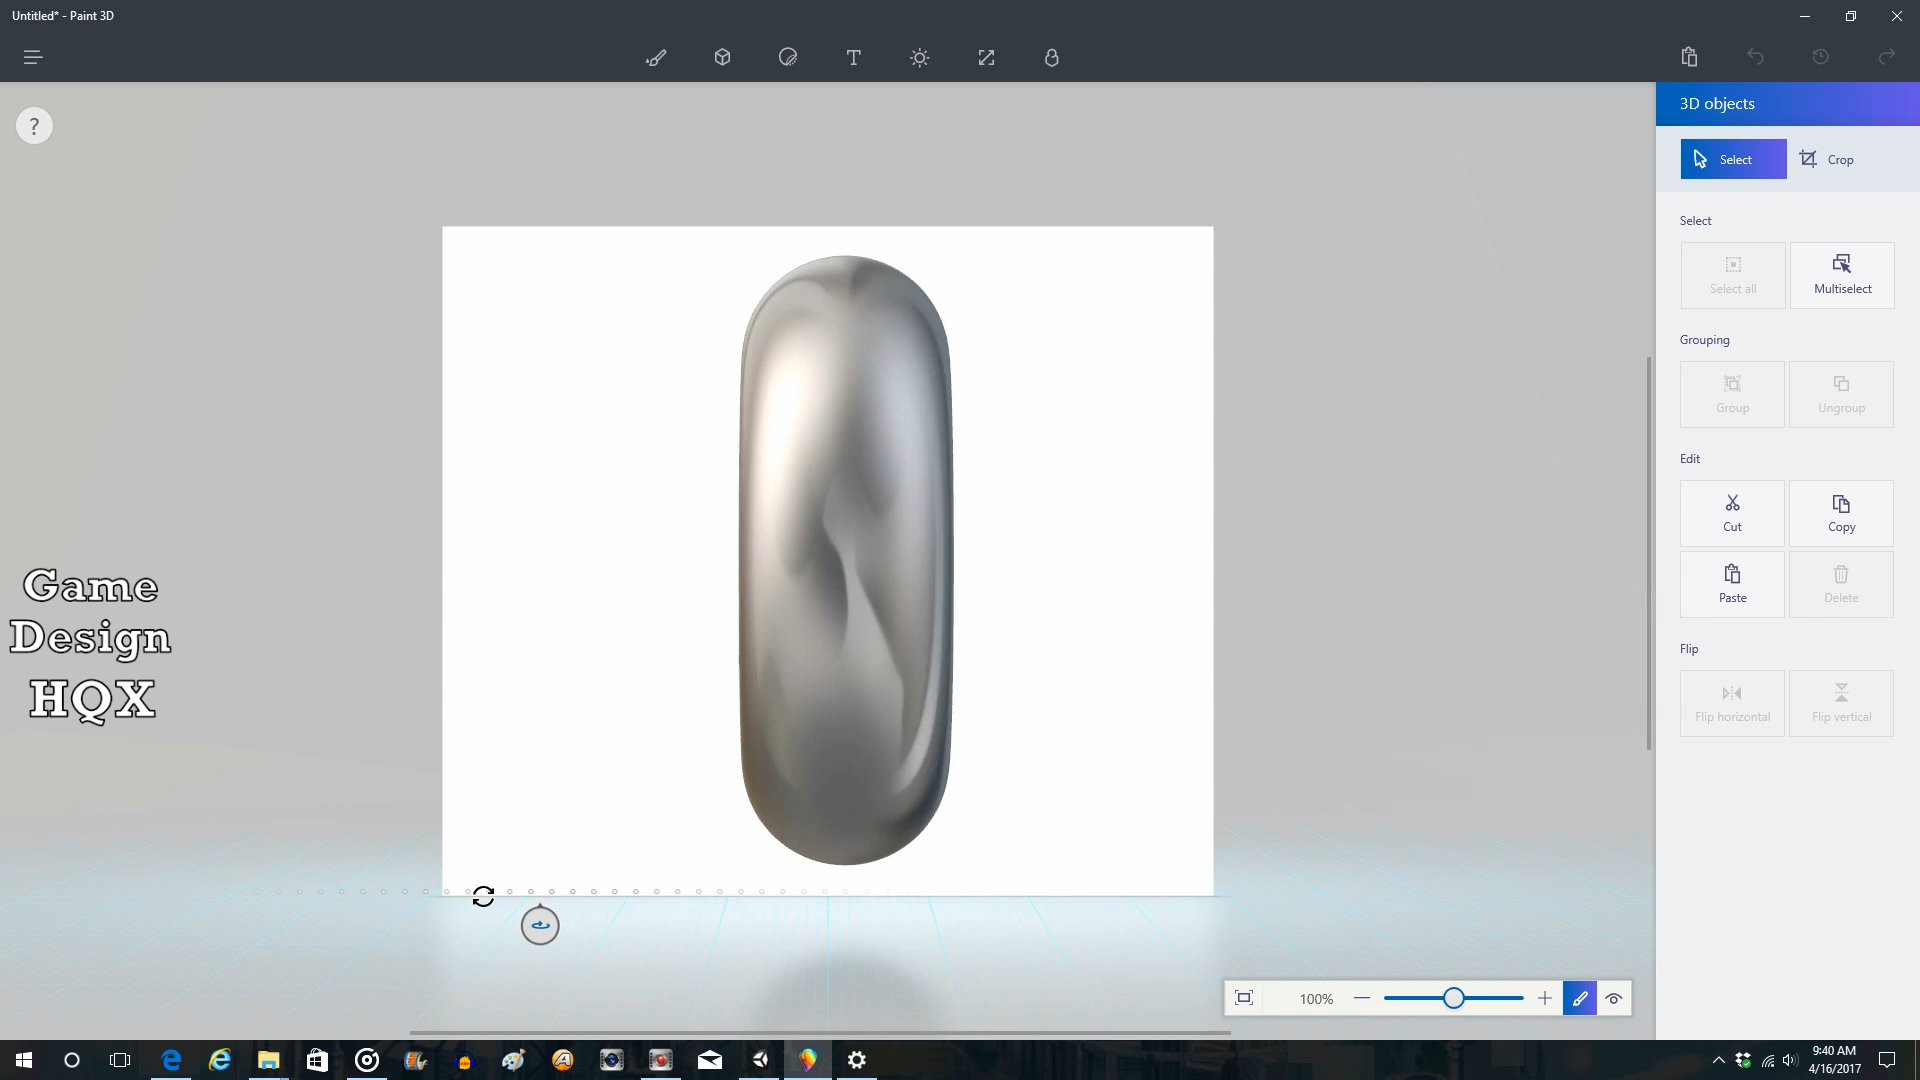 Untitled* - Paint 3D
?
3D objects
Select
Crop
Select
Select all
Multiselect
Grouping
Group
Ungroup
Edit
Cut
Copy
Paste
Delete
Flip
Flip horizontal
Flip vertical
Game
Design
HQX
100%
9:40 AM
4/16/2017